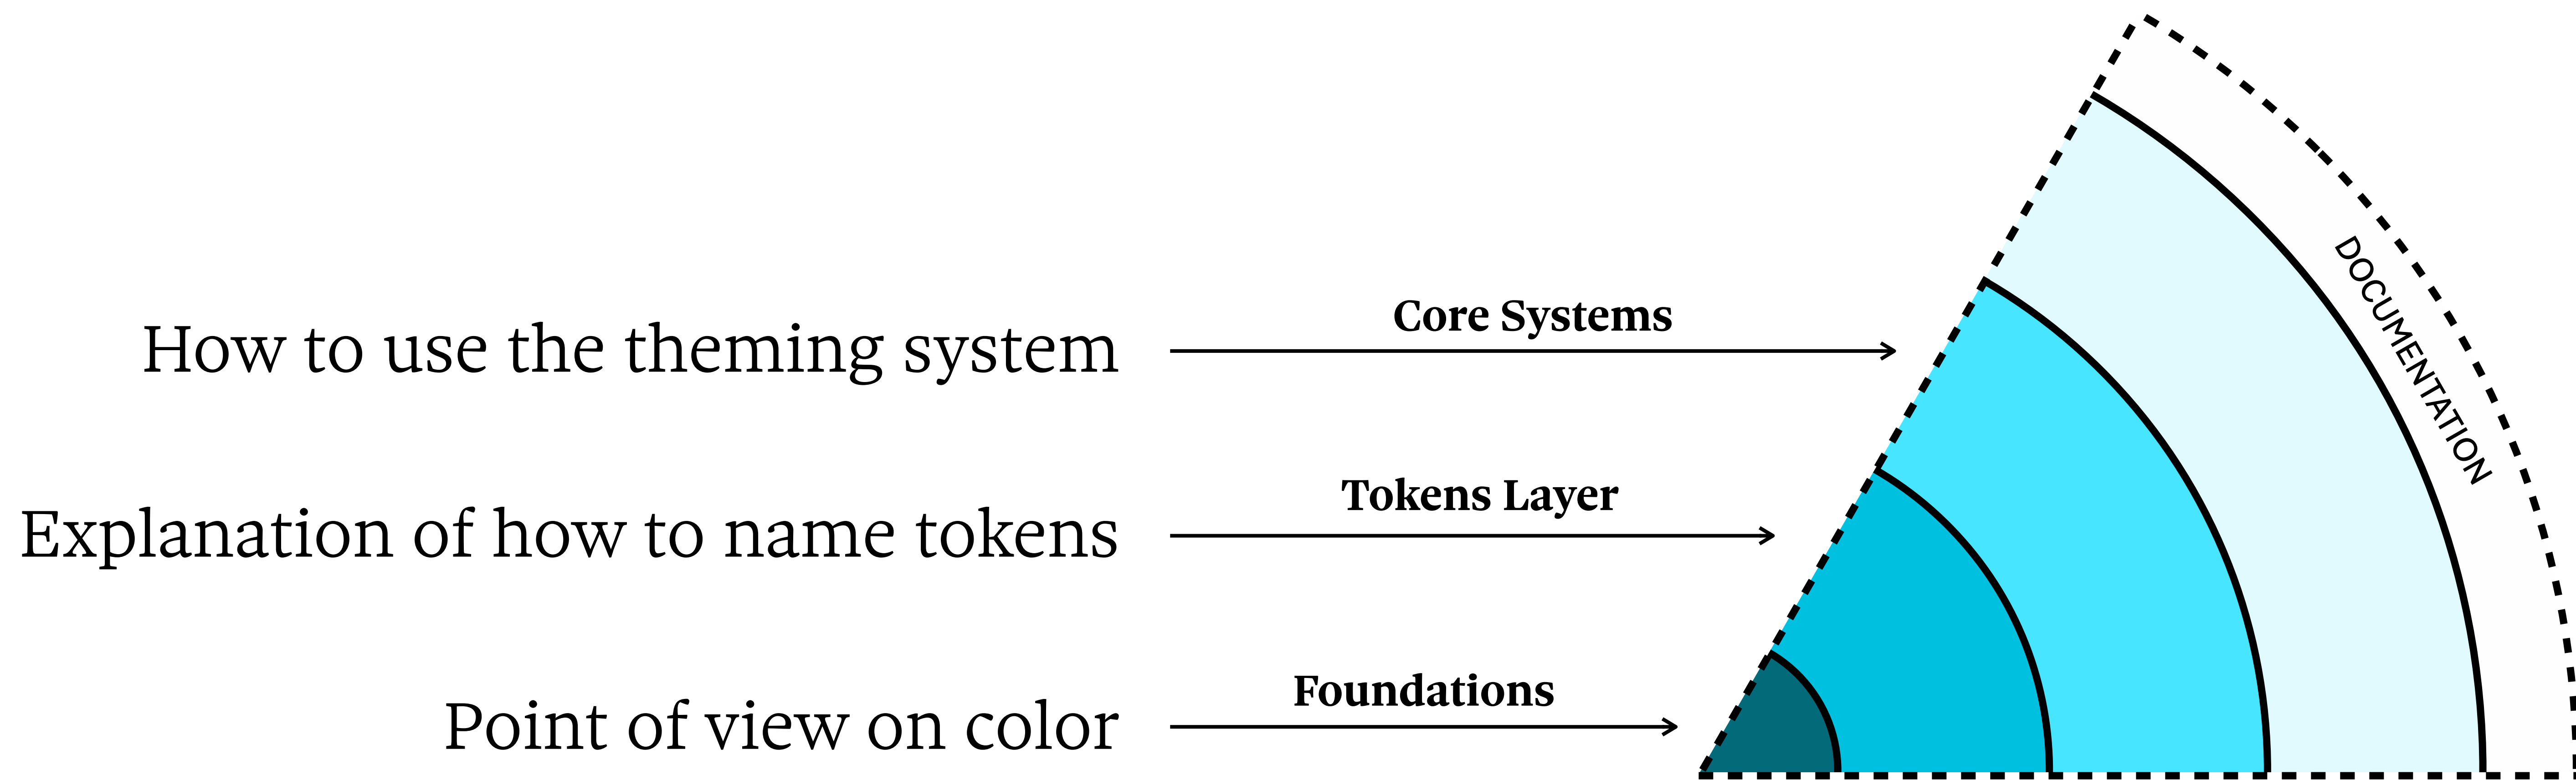 Core Systems
How to use the theming system
Tokens Layer
Explanation of how to name tokens
Foundations
Point of view on color
DOCUMENTATION